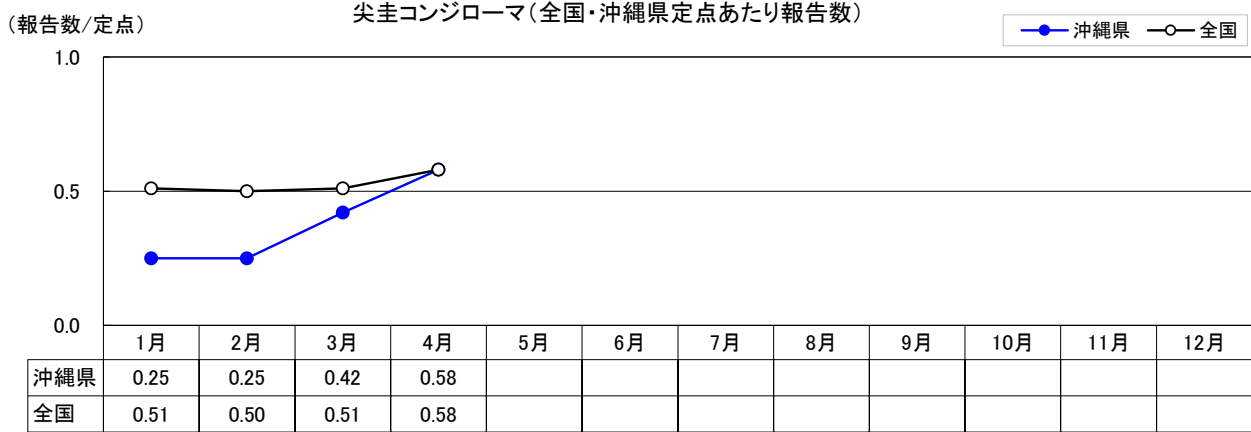 尖圭コンジローマ(全国・沖縄県定点あたり報告数)
(報告数/定点)
沖縄県 全国
1.0
0.5
0.0
1月 2月 3月 4月 5月 6月 7月 8月 9月 10月 11月 12月
沖縄県 0.25 0.25 0.42 0.58
全国 0.51 0.50 0.51 0.58